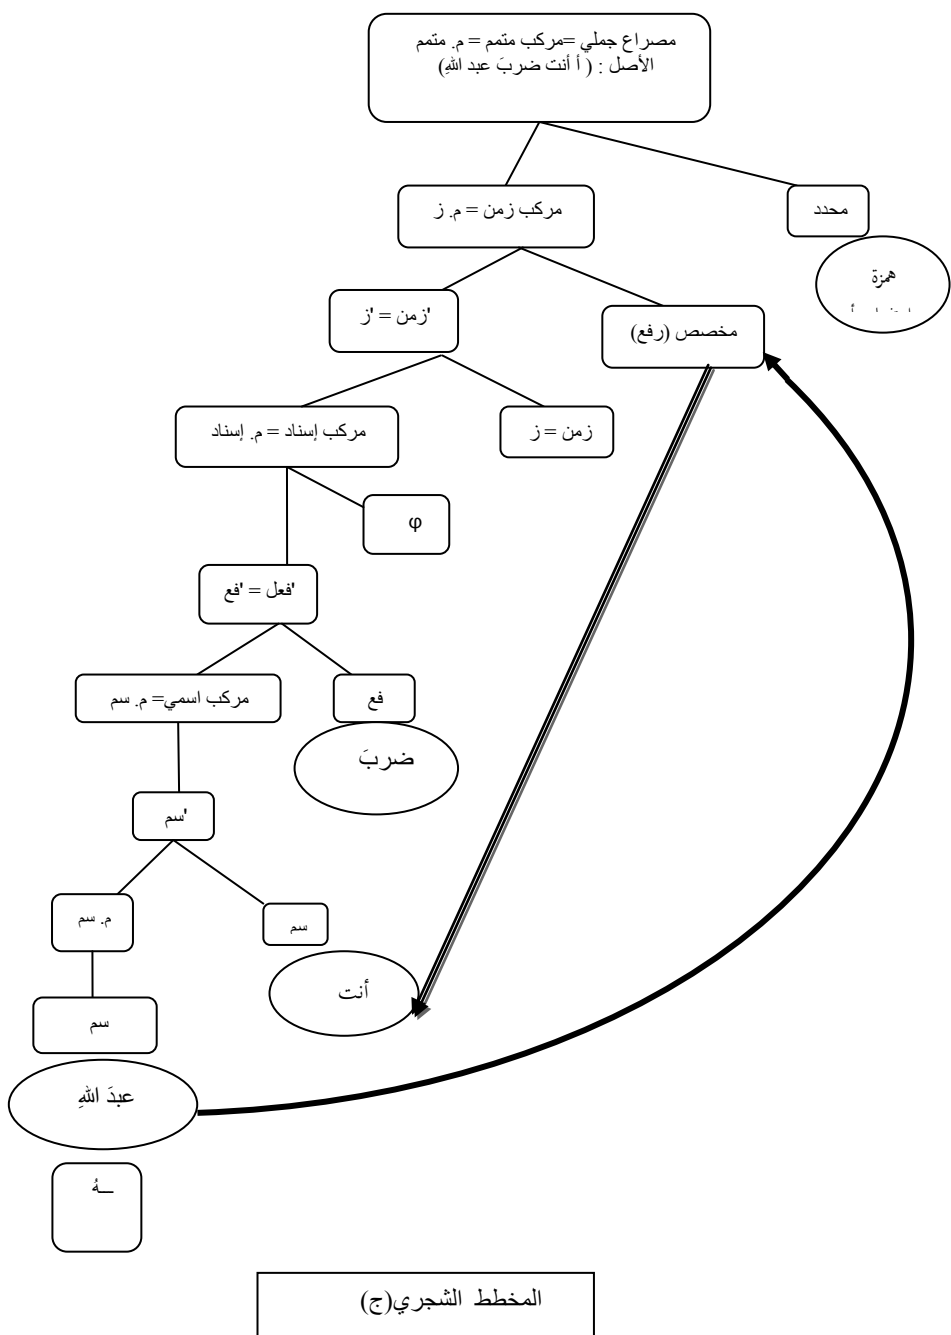 مصراع جملي =مركب متمم = م. متمم
الأصل : ( أ أنت ضربَ عبد اللهِ)
محدد
مركب زمن = م. ز
همزة
'زمن = 'ز
مخصص (رفع)
زمن = ز
مركب إسناد = م. إسناد
φ
'فعل = 'فع
فع
مركب اسمي= م. سم
ضربَ
'سم
م. سم
سم
أنت
سم
عبدَ اللهِ
ـهُ
المخطط الشجري(ج)